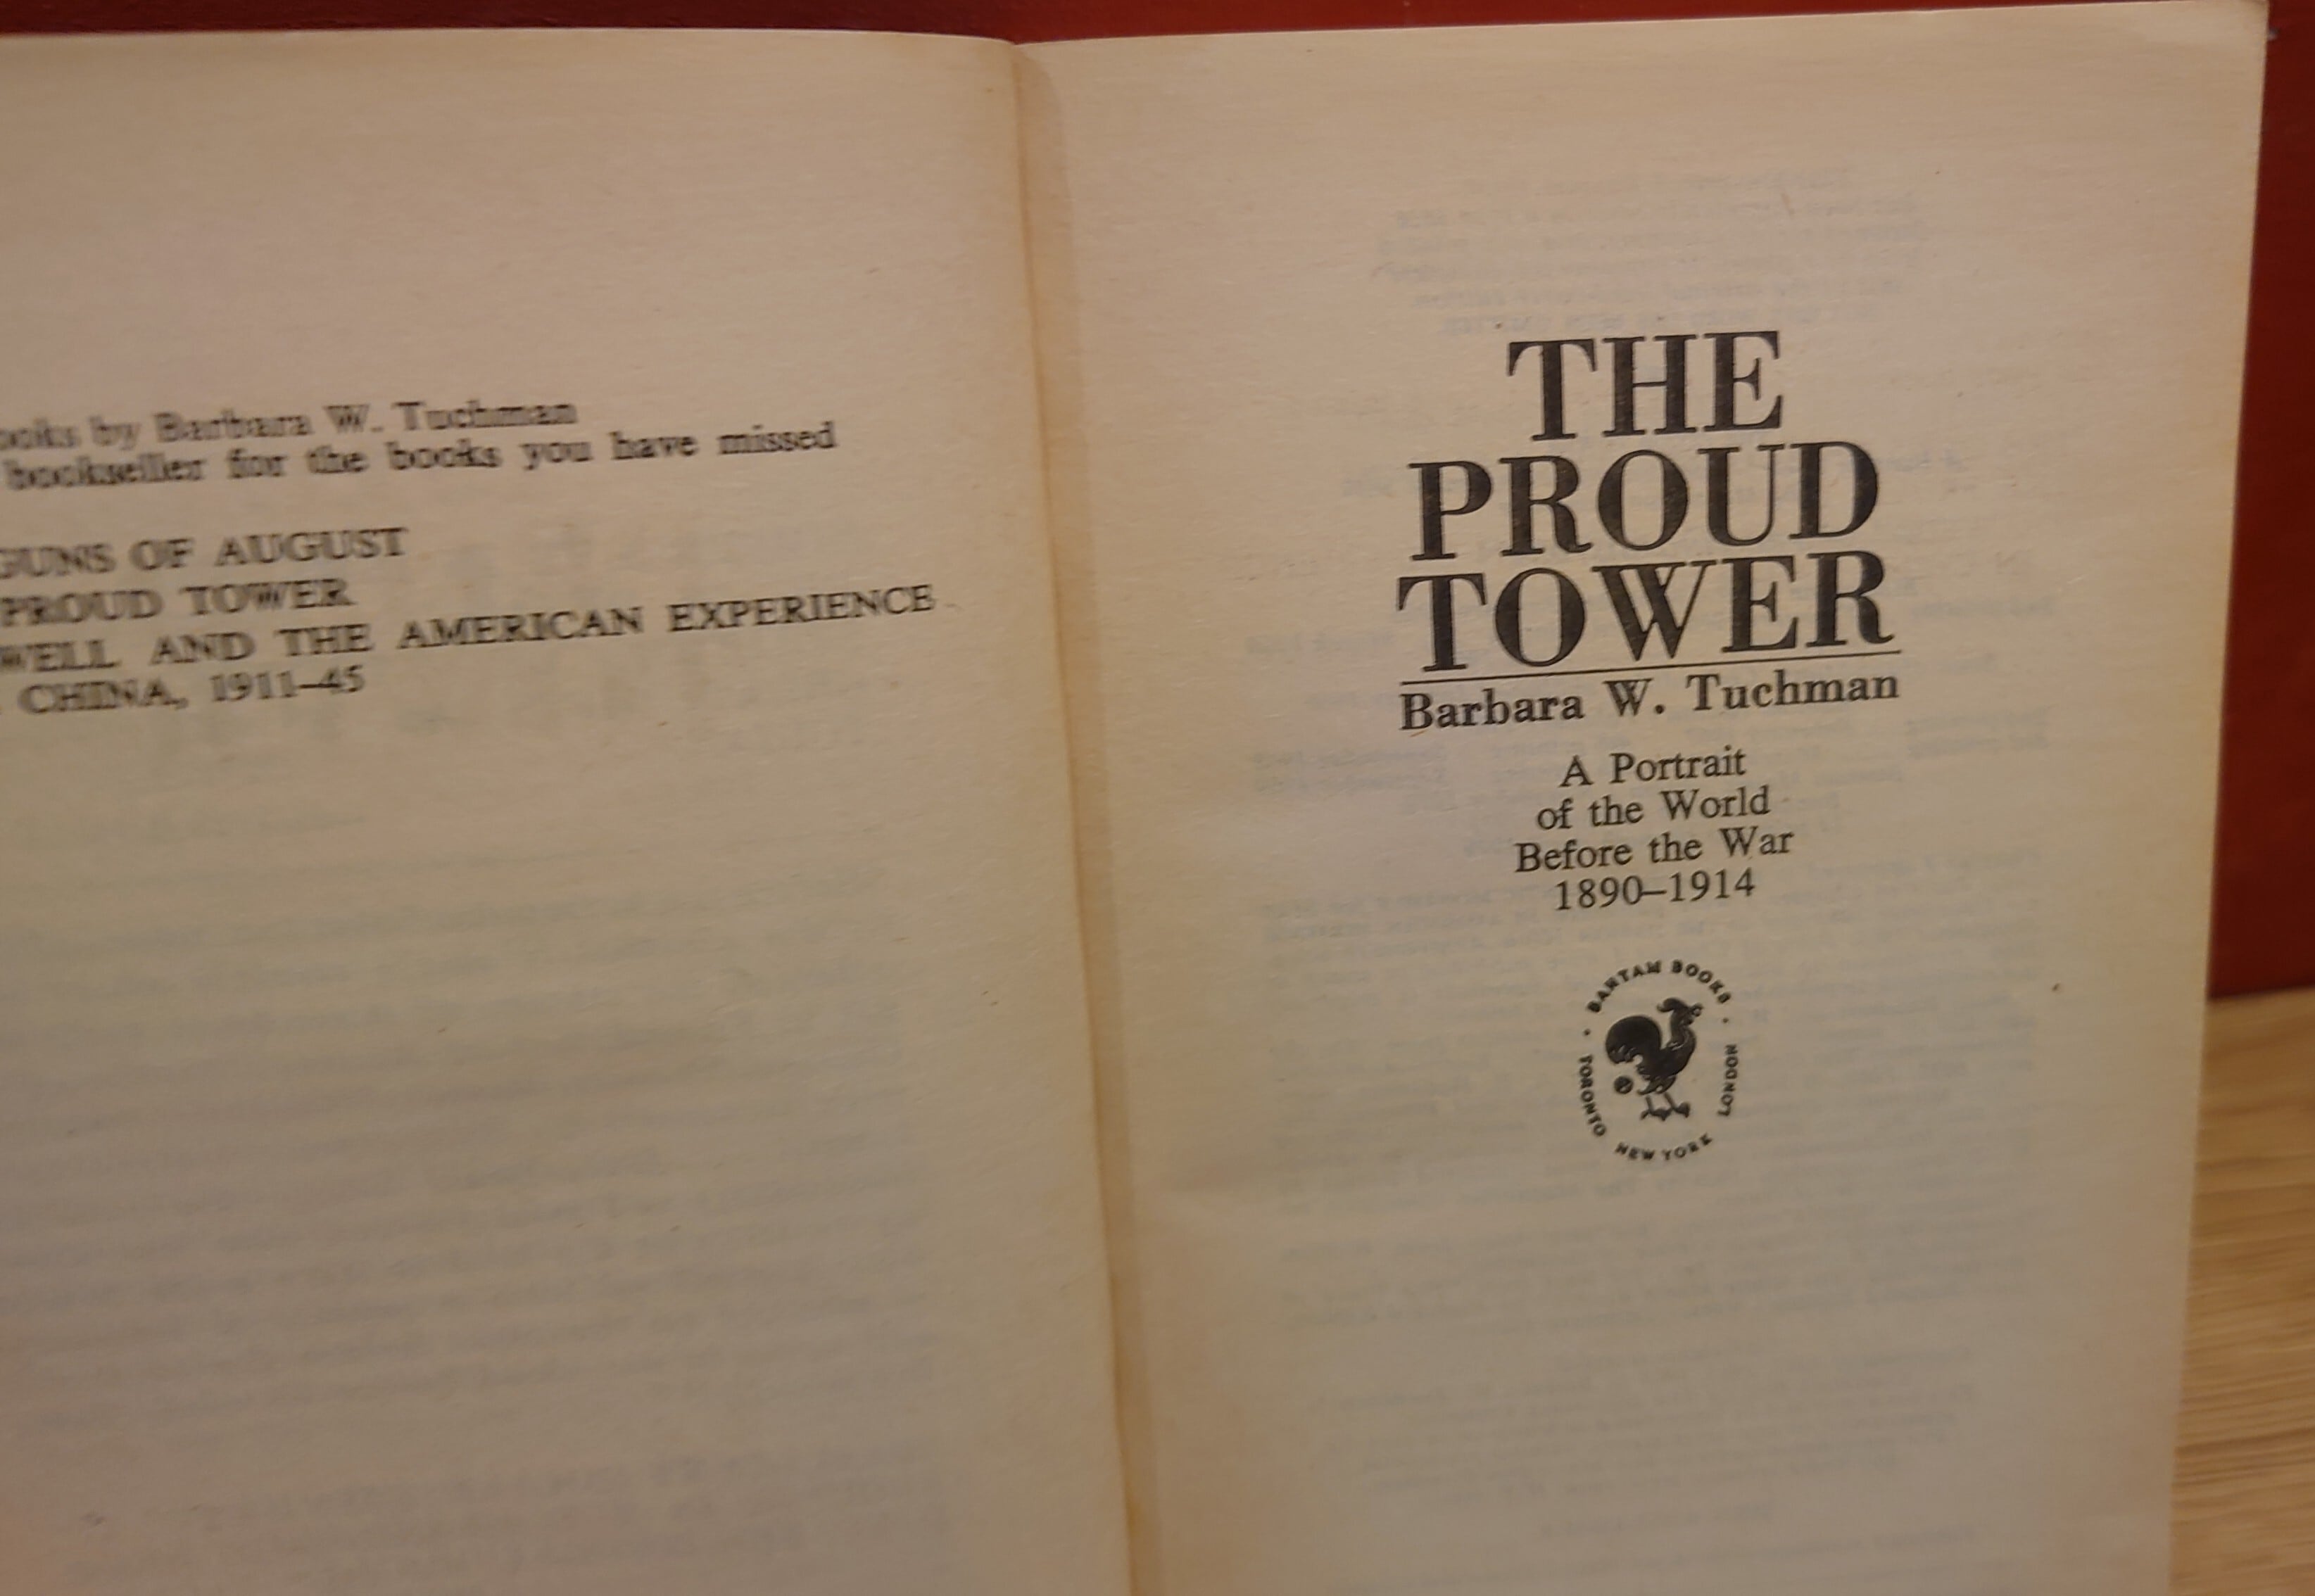 ooks by Barbara W. Tuchman
bookseller for the books you have missed
GUNS OF AUGUST
PROUD TOWER
WELL AND THE AMERICAN EXPERIENCE
CHINA, 1911–45
THE
PROUD
TOWER
Barbara W. Tuchman
A Portrait
of the World
Before the War
1890–1914
BANTAM BOOKS
TORONTO · NEW YORK · LONDON